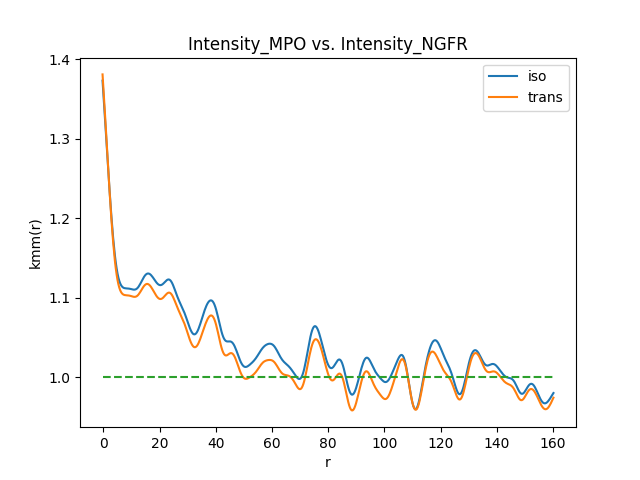 Intensity_MPO vs. Intensity_NGFR
iso
trans
kmm(r)
1.4
1.3
1.2
1.1
1.0
0 20 40 60 80 100 120 140 160
r